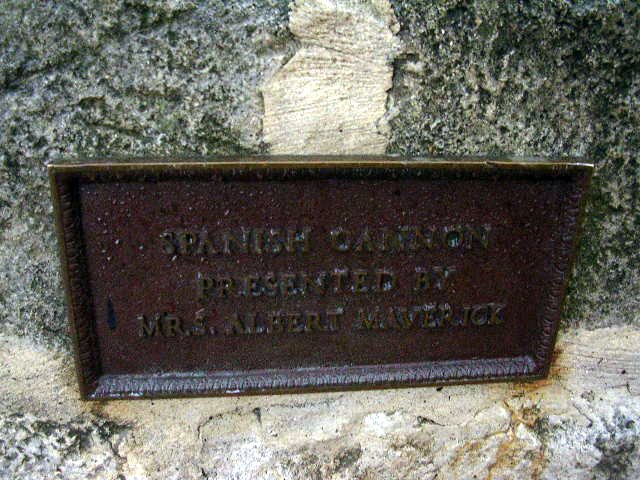 SPANISH CANNON
PRESENTED BY
MRS. ALBERT MAVERICK